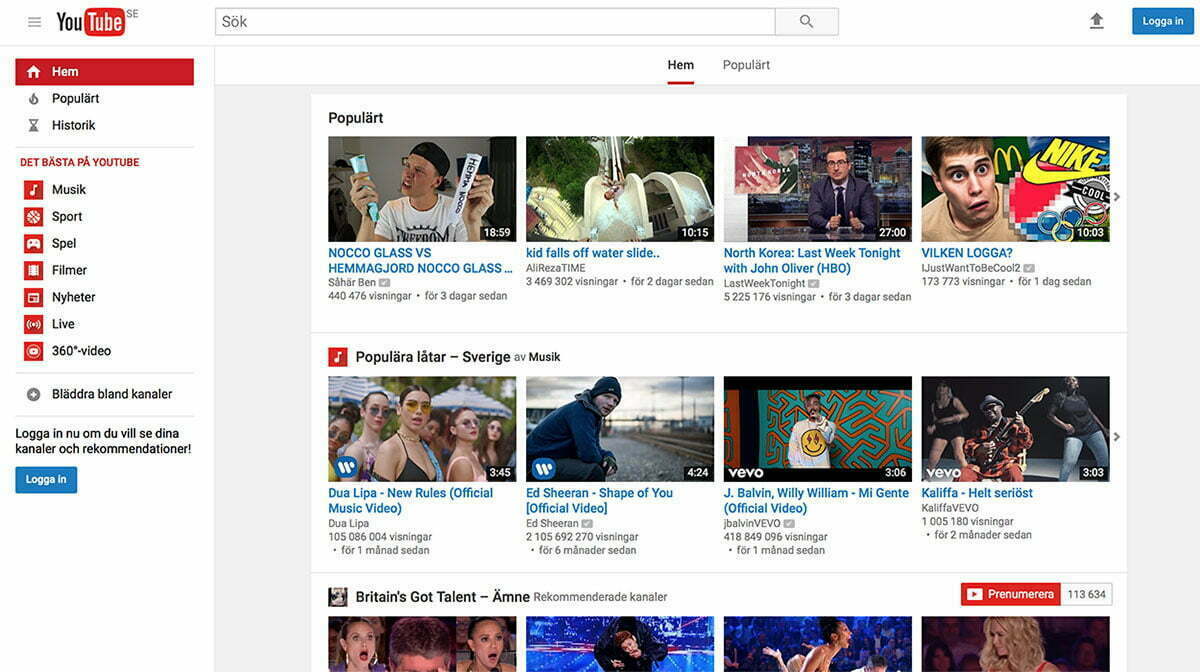 YouTube SE
Sök
Logga in
Hem
Populärt
Historik
DET BÄSTA PÅ YOUTUBE
Musik
Sport
Spel
Filmer
Nyheter
Live
360°-video
Bläddra bland kanaler
Logga in nu om du vill se dina
kanaler och rekommendationer!
Logga in
Hem Populärt
Populärt
HEMMA NOCCO
FREEDOM
18:59
NOCCO GLASS VS
HEMMAGJORD NOCCO GLASS ...
Såhär Ben
440 476 visningar • för 3 dagar sedan
10:15
kid falls off water slide..
AliRezaTIME
3 469 302 visningar • för 2 dagar sedan
NORTH KOREA
27:00
North Korea: Last Week Tonight
with John Oliver (HBO)
LastWeekTonight
5 225 176 visningar • för 3 dagar sedan
NIKE
COOL
10:03
VILKEN LOGGA?
IJustWantToBeCool2
173 773 visningar • för 1 dag sedan
Populära låtar – Sverige av Musik
3:45
Dua Lipa - New Rules (Official
Music Video)
Dua Lipa
105 086 004 visningar
• för 1 månad sedan
4:24
Ed Sheeran - Shape of You
[Official Video]
Ed Sheeran
2 105 692 270 visningar
• för 6 månader sedan
vevo
3:06
J. Balvin, Willy William - Mi Gente
(Official Video)
jbalvinVEVO
418 849 096 visningar
• för 1 månad sedan
vevo
3:03
Kaliffa - Helt seriöst
KaliffaVEVO
1 005 180 visningar
• för 2 månader sedan
Britain's Got Talent – Ämne Rekommenderade kanaler
Prenumerera 113 634